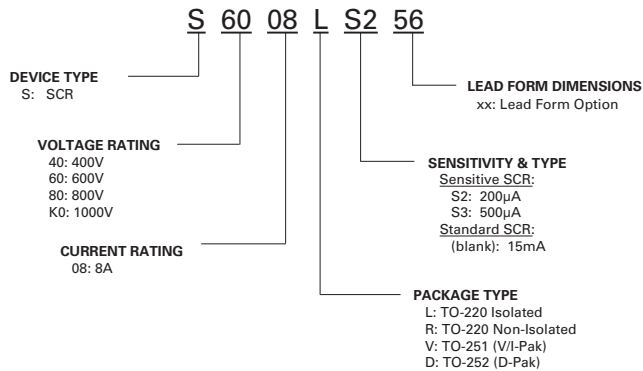 S 60 08 L S2 56
DEVICE TYPE
S: SCR
VOLTAGE RATING
40: 400V
60: 600V
80: 800V
K0: 1000V
CURRENT RATING
08: 8A
LEAD FORM DIMENSIONS
xx: Lead Form Option
SENSITIVITY & TYPE
Sensitive SCR:
S2: 200µA
S3: 500µA
Standard SCR:
(blank): 15mA
PACKAGE TYPE
L: TO-220 Isolated
R: TO-220 Non-Isolated
V: TO-251 (V/I-Pak)
D: TO-252 (D-Pak)